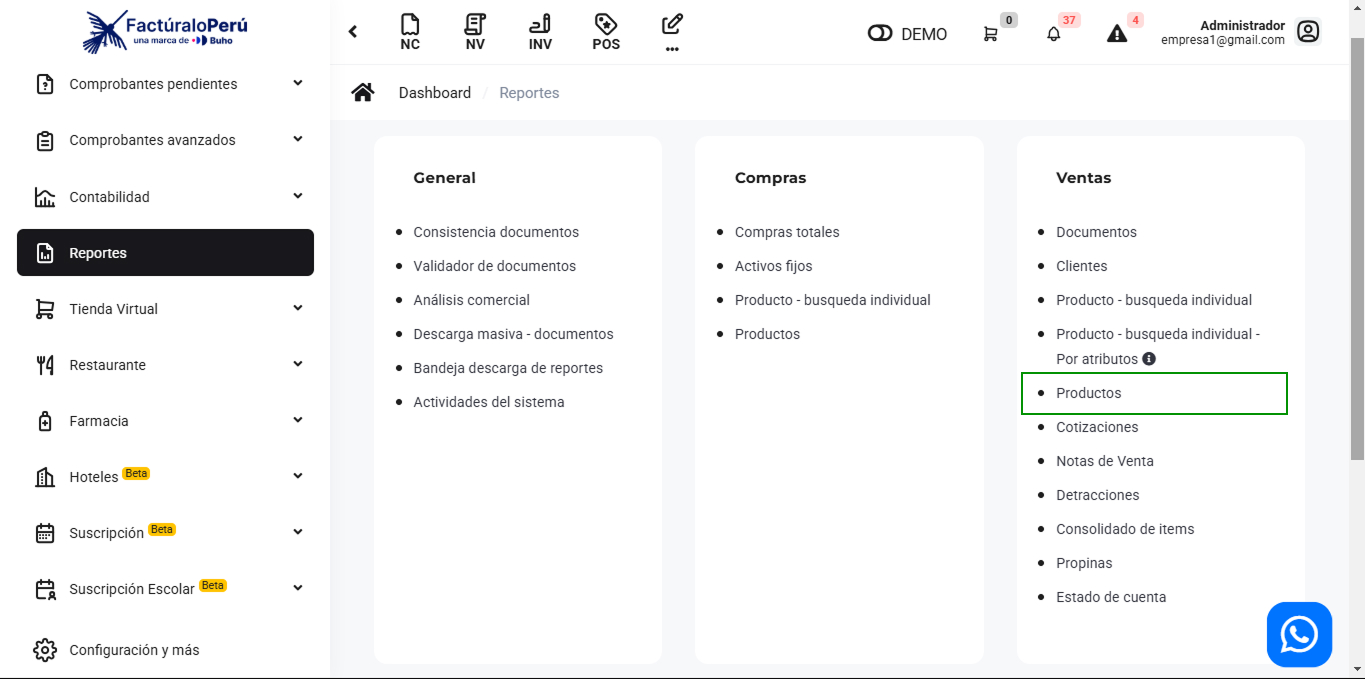 FactúraloPerú
una marca de Buho
Comprobantes pendientes
Comprobantes avanzados
Contabilidad
Reportes
Tienda Virtual
Restaurante
Farmacia
Hoteles Beta
Suscripción Beta
Suscripción Escolar Beta
Configuración y más
NC
NV
INV
POS
...
DEMO
0
37
4
Administrador
empresa1@gmail.com
Dashboard / Reportes
General
Consistencia documentos
Validador de documentos
Análisis comercial
Descarga masiva - documentos
Bandeja descarga de reportes
Actividades del sistema
Compras
Compras totales
Activos fijos
Producto - busqueda individual
Productos
Ventas
Documentos
Clientes
Producto - busqueda individual
Producto - busqueda individual -
Por atributos
Productos
Cotizaciones
Notas de Venta
Detracciones
Consolidado de items
Propinas
Estado de cuenta